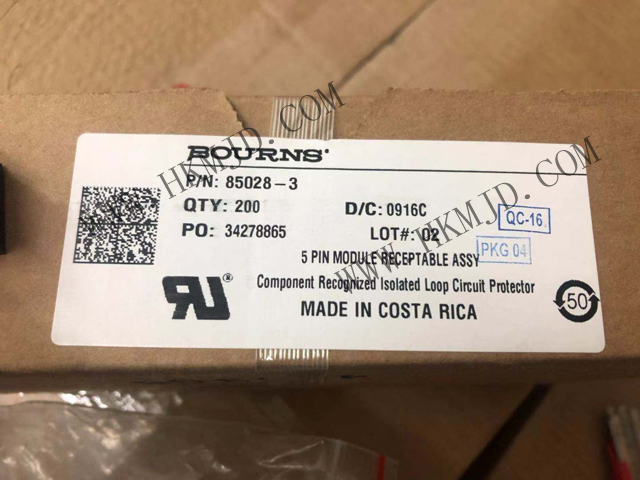 BOURNS®
P/N: 85028-3
QTY: 200
D/C: 0916C
QC-16
PO: 34278865
LOT#: 02
PKG 04
5 PIN MODULE RECEPTABLE ASSY
Component Recognized Isolated Loop Circuit Protector
MADE IN COSTA RICA
50
WWW.HKMJD.COM
WWW.HKMJD.COM